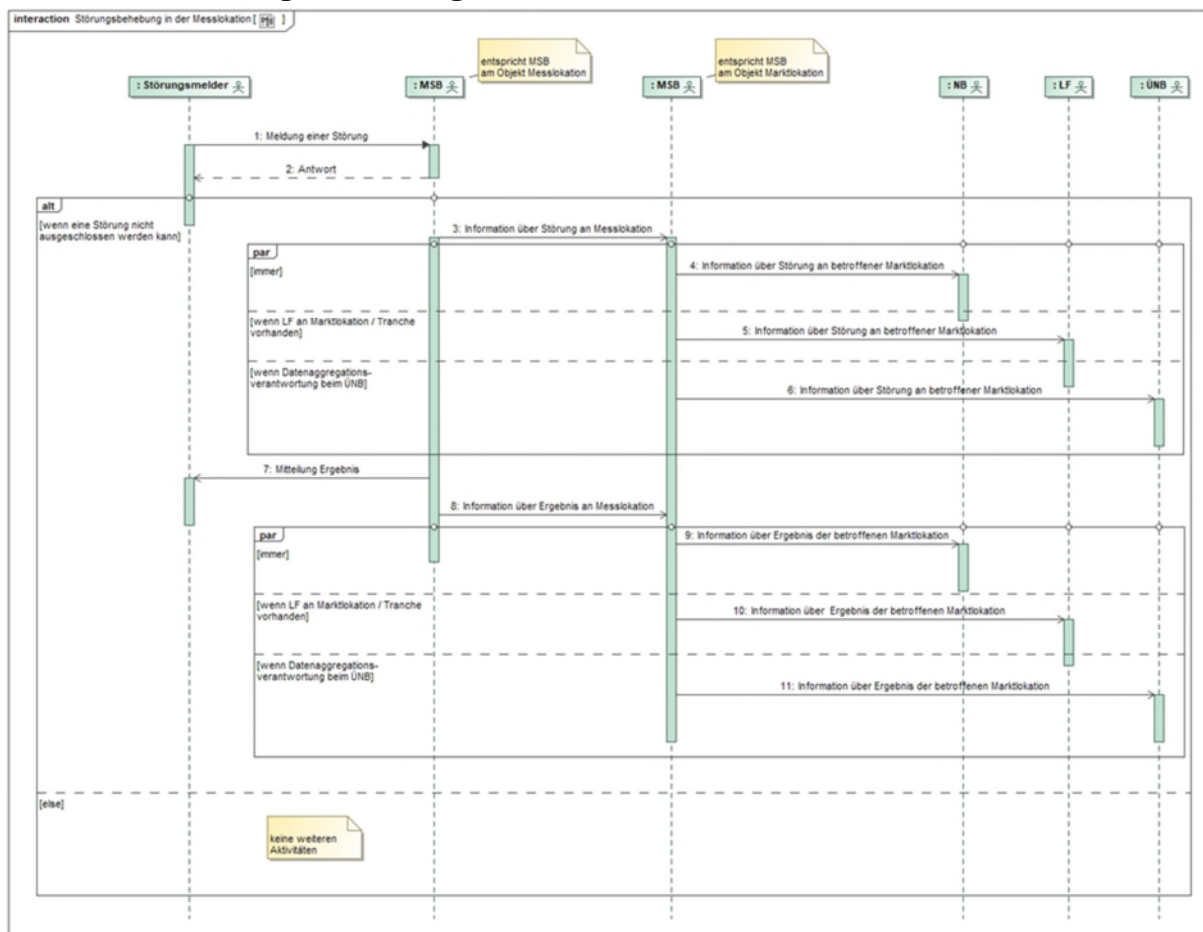 interaction Störungsbehebung in der Messlokation [ ]
entspricht MSB
am Objekt Messlokation
entspricht MSB
am Objekt Marktlokation
: Störungsmelder
: MSB
: MSB
: NB
: LF
: ÜNB
1: Meldung einer Störung
2: Antwort
alt
[wenn eine Störung nicht
ausgeschlossen werden kann]
3: Information über Störung an Messlokation
par
[immer]
4: Information über Störung an betroffener Marktlokation
[wenn LF an Marktlokation / Tranche
vorhanden]
5: Information über Störung an betroffener Marktlokation
[wenn Datenaggregations-
verantwortung beim ÜNB]
6: Information über Störung an betroffener Marktlokation
7: Mitteilung Ergebnis
8: Information über Ergebnis an Messlokation
par
[immer]
9: Information über Ergebnis der betroffenen Marktlokation
[wenn LF an Marktlokation / Tranche
vorhanden]
10: Information über Ergebnis der betroffenen Marktlokation
[wenn Datenaggregations-
verantwortung beim ÜNB]
11: Information über Ergebnis der betroffenen Marktlokation
[else]
keine weiteren
Aktivitäten